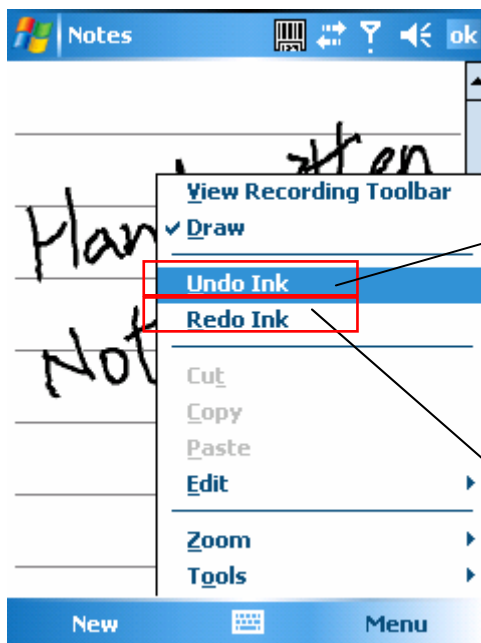 Notes
ok
View Recording Toolbar
Draw
Undo Ink
Redo Ink
Cut
Copy
Paste
Edit
Zoom
Tools
New
Menu